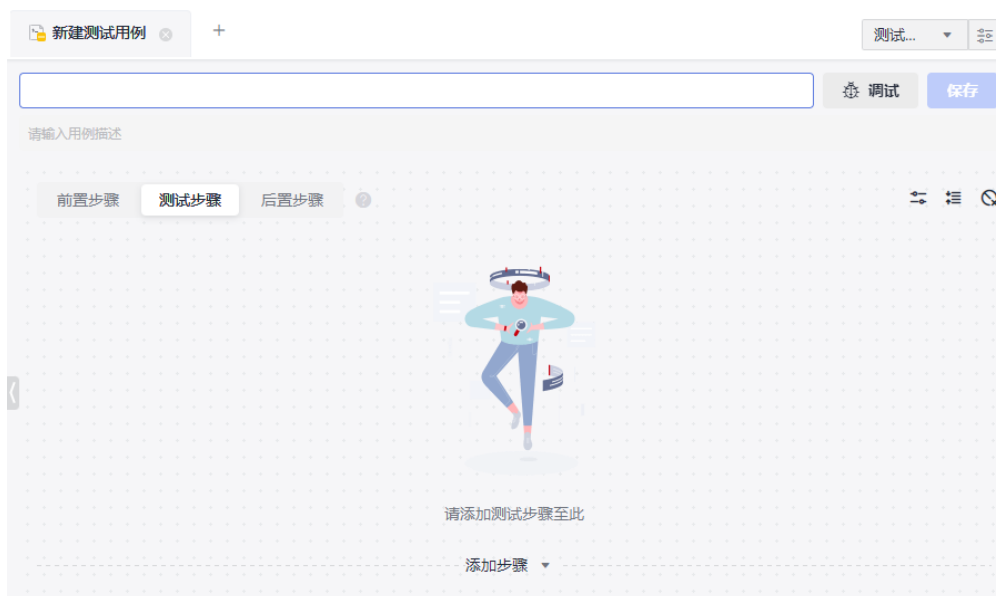 新建测试用例
测试...
调试
保存
请输入用例描述
前置步骤 测试步骤 后置步骤
请添加测试步骤至此
添加步骤